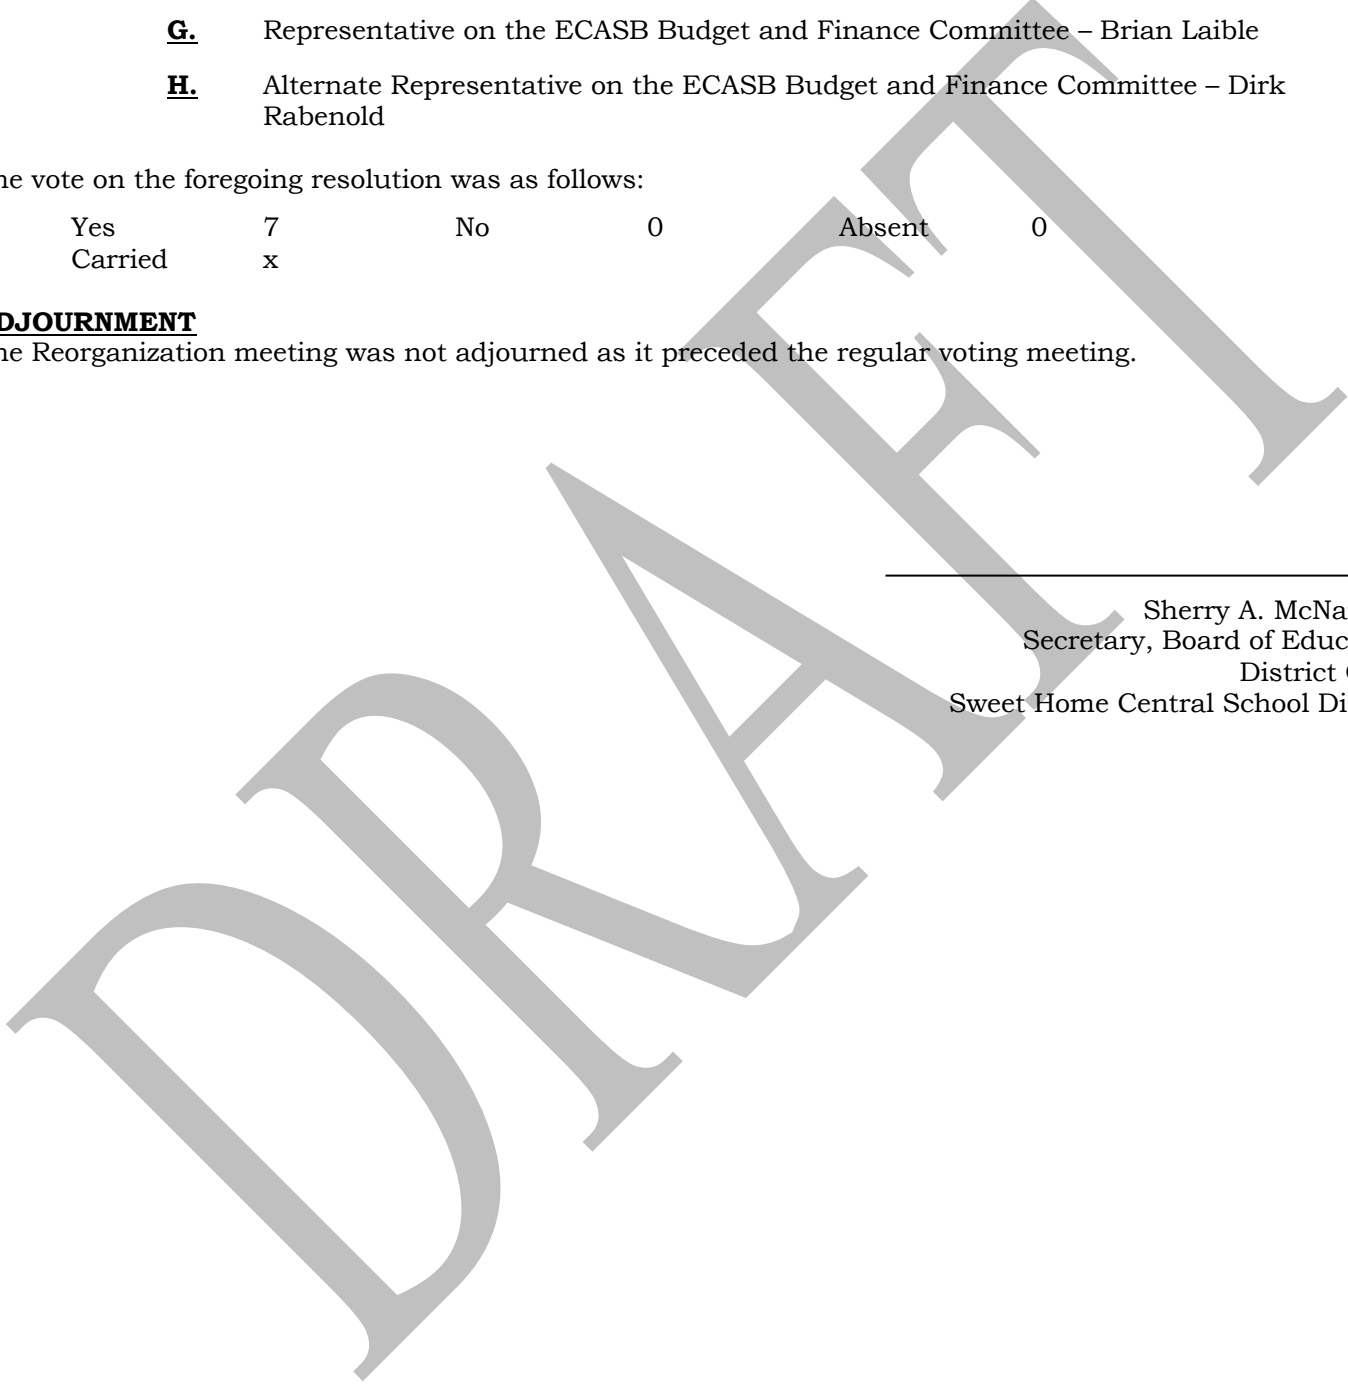 G. Representative on the ECASB Budget and Finance Committee – Brian Laible
H. Alternate Representative on the ECASB Budget and Finance Committee – Dirk
Rabenold
he vote on the foregoing resolution was as follows:
Yes 7 No 0 Absent 0
Carried x
DJOURNMENT
he Reorganization meeting was not adjourned as it preceded the regular voting meeting.
Sherry A. McNa
Secretary, Board of Educ
District
Sweet Home Central School Di
DRAFT